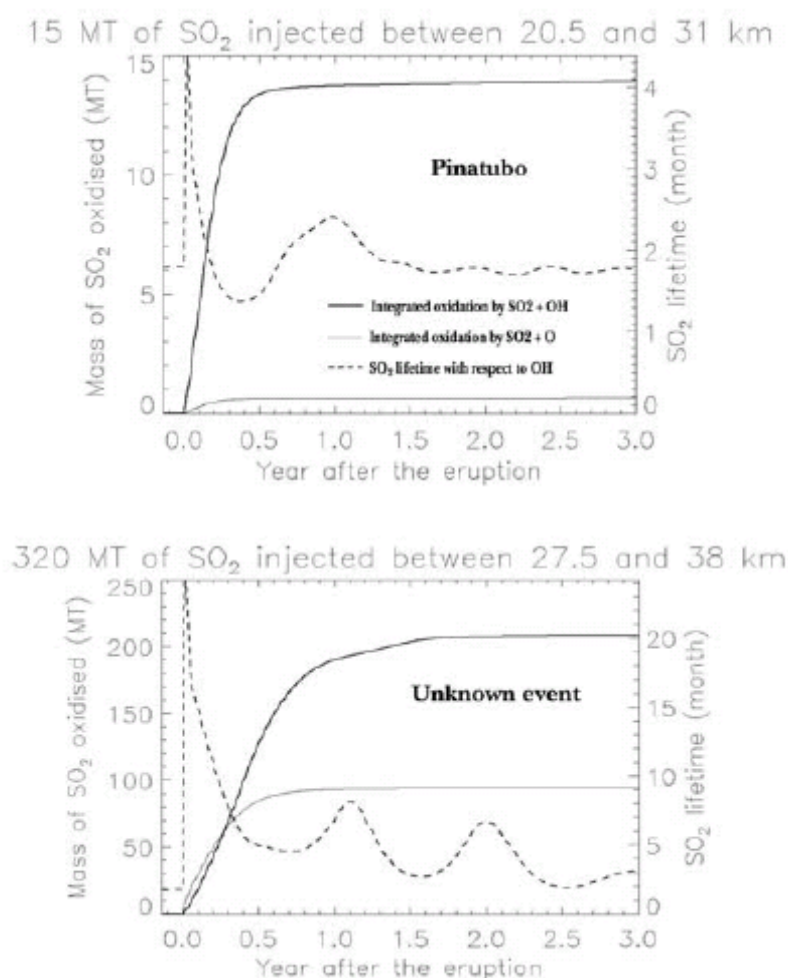 15 MT of SO₂ injected between 20.5 and 31 km
Mass of SO₂ oxidised (MT)
15
10
5
0
Pinatubo
Integrated oxidation by SO2 + OH
Integrated oxidation by SO2 + O
SO₂ lifetime with respect to OH
4
3
2
1
0
SO₂ lifetime (month)
0.0 0.5 1.0 1.5 2.0 2.5 3.0
Year after the eruption
320 MT of SO₂ injected between 27.5 and 38 km
Mass of SO₂ oxidised (MT)
250
200
150
100
50
0
Unknown event
20
15
10
5
0
SO₂ lifetime (month)
0.0 0.5 1.0 1.5 2.0 2.5 3.0
Year after the eruption